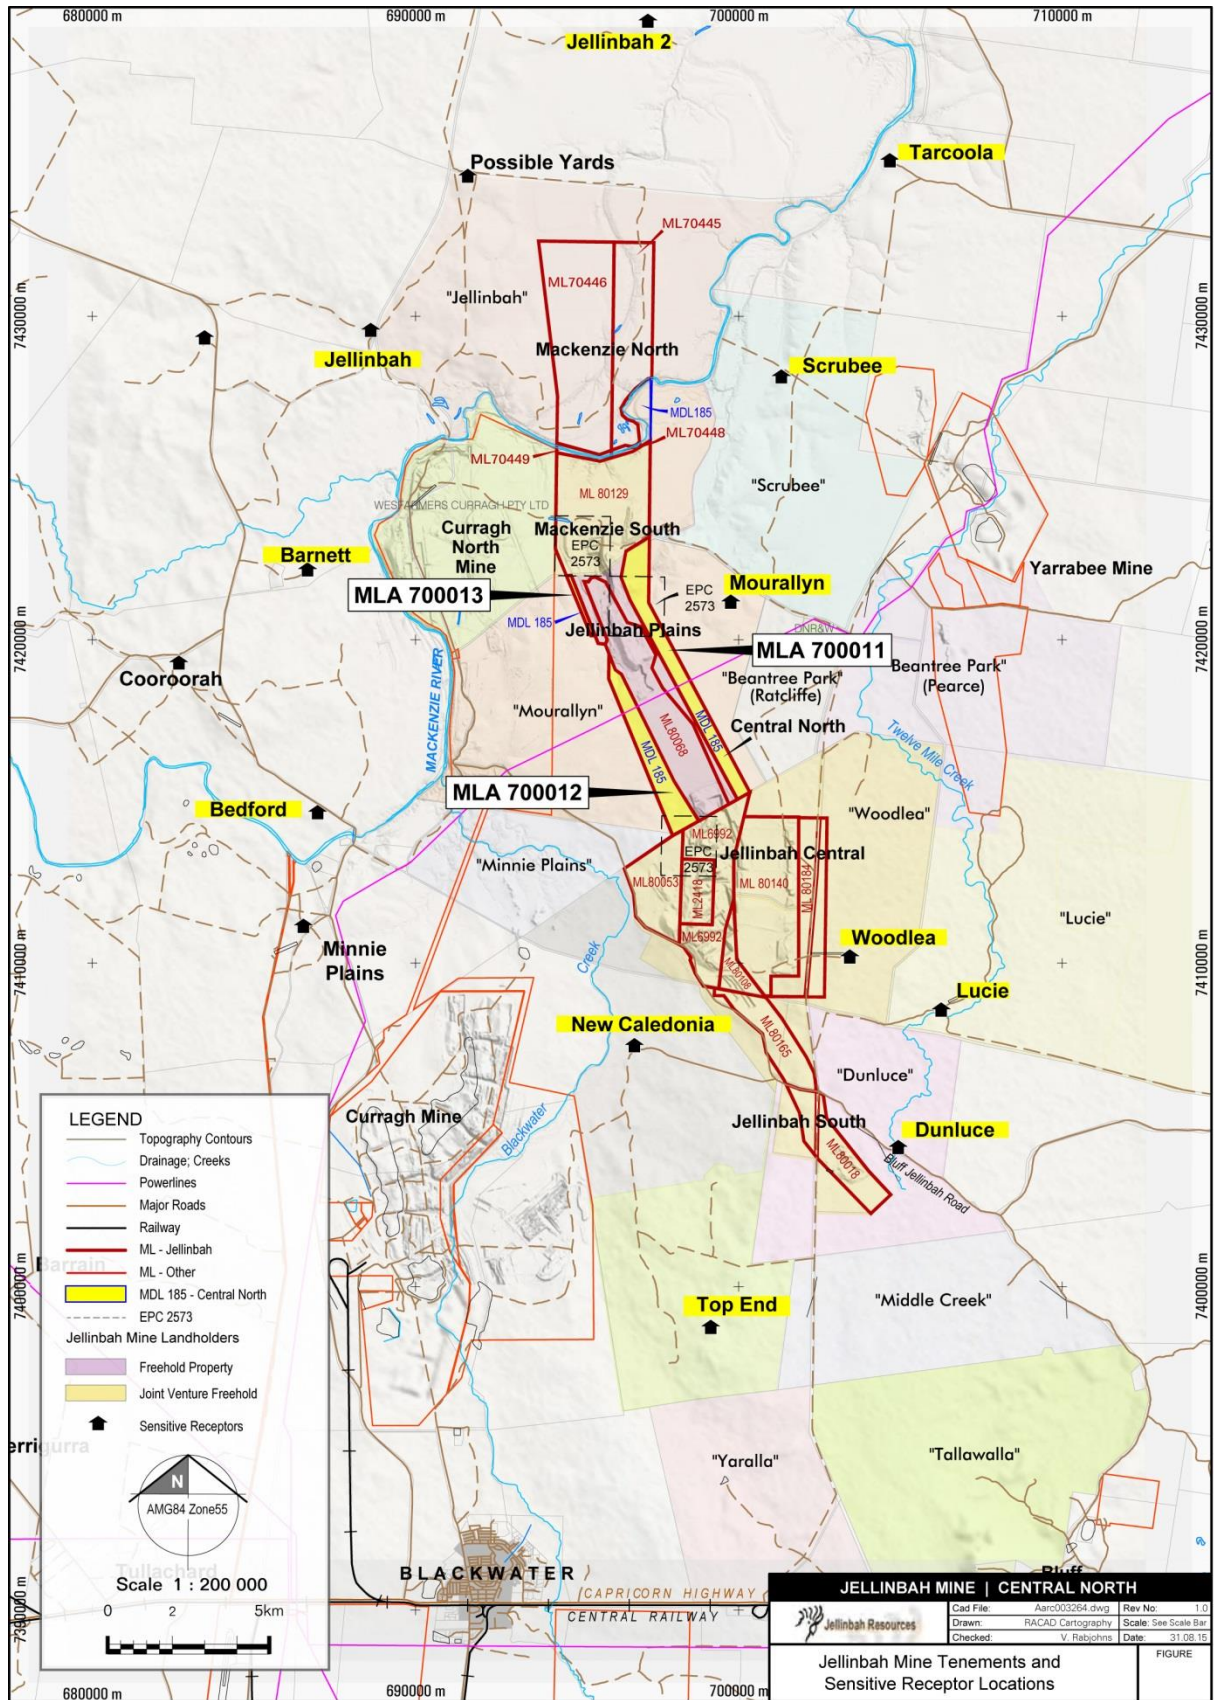 680000 m
690000 m
700000 m
710000 m
Jellinbah 2
Tarcoola
Possible Yards
ML70445
ML70446
"Jellinbah"
7430000 m
7430000 m
Jellinbah
Mackenzie North
Scrubee
MDL185
ML70448
ML70449
"Scrubee"
ML 80129
WESFARMERS CURRAGH PTY LTD
Curragh
North
Mine
Mackenzie South
EPC
2573
Barnett
Yarrabee Mine
MLA 700013
EPC
2573
Mourallyn
MDL 185
Jellinbah Plains
DNR&W
7420000 m
7420000 m
MLA 700011
Cooroorah
"Beantree Park"
(Ratcliffe)
Beantree Park"
(Pearce)
"Mourallyn"
MACKENZIE RIVER
ML80068
MDL 185
MDL 185
Central North
Twelve Mile Creek
MLA 700012
Bedford
"Woodlea"
"Minnie Plains"
ML6992
EPC
2573
Jellinbah Central
ML80053
ML2418
ML 80140
ML 80184
"Lucie"
Minnie
Plains
ML6992
Woodlea
Creek
ML80108
7410000 m
7410000 m
Lucie
New Caledonia
ML80165
"Dunluce"
Curragh Mine
Jellinbah South
Dunluce
Blackwater
ML80018
Bluff Jellinbah Road
LEGEND
Topography Contours
Drainage; Creeks
Powerlines
Major Roads
Railway
ML - Jellinbah
ML - Other
MDL 185 - Central North
EPC 2573
Jellinbah Mine Landholders
Freehold Property
Joint Venture Freehold
Sensitive Receptors
N
AMG84 Zone55
Scale 1 : 200 000
0 2 5km
Barrain
errigurra
Tullachard
7400000 m
7400000 m
Top End
"Middle Creek"
"Yaralla"
"Tallawalla"
Bluff
BLACKWATER
CAPRICORN HIGHWAY
CENTRAL RAILWAY
7390000 m
7390000 m
680000 m
690000 m
700000 m
JELLINBAH MINE | CENTRAL NORTH
Jellinbah Resources
Cad File: Aarc003264.dwg Rev No: 1.0
Drawn: RACAD Cartography Scale: See Scale Bar
Checked: V. Rabjohns Date: 31.08.15
Jellinbah Mine Tenements and
Sensitive Receptor Locations
FIGURE